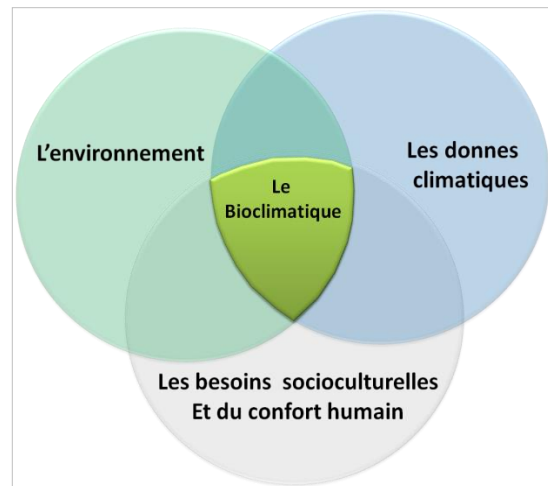 L'environnement
Les donnes
climatiques
Le
Bioclimatique
Les besoins socioculturelles
Et du confort humain